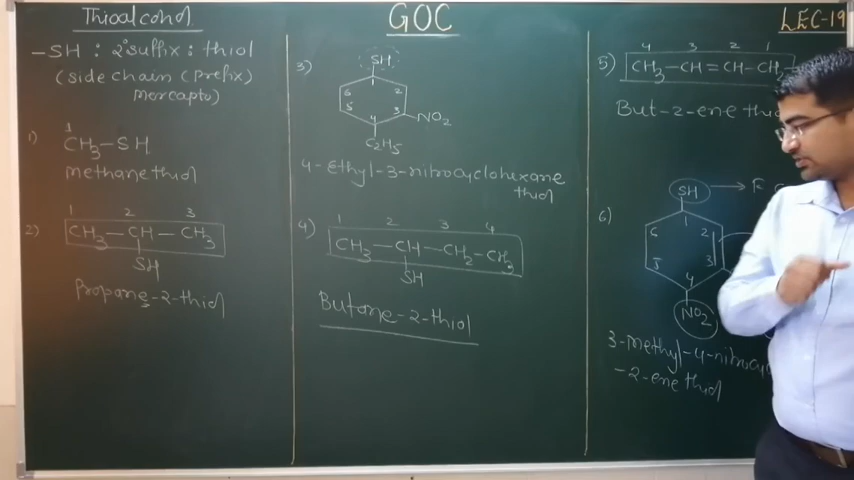 Thioalcohol
GOC
LEC-19
-SH : 2° suffix : thiol
(side chain (prefix)
mercapto)
1)
1
CH3-SH
methane thiol
2)
1 2 3
CH3-CH-CH3
SH
Propane-2-thiol
3)
SH
1
6 2
5 3
4 NO2
C2H5
4-Ethyl-3-nitrocyclohexane
thiol
4)
1 2 3 4
CH3-CH-CH2-CH3
SH
Butane-2-thiol
5)
4 3 2 1
CH3-CH=CH-CH2-
But-2-ene
6)
SH → F.
1
6 2
5 3
4
NO2
3-methyl-4-nitrocyc
-2-ene thiol